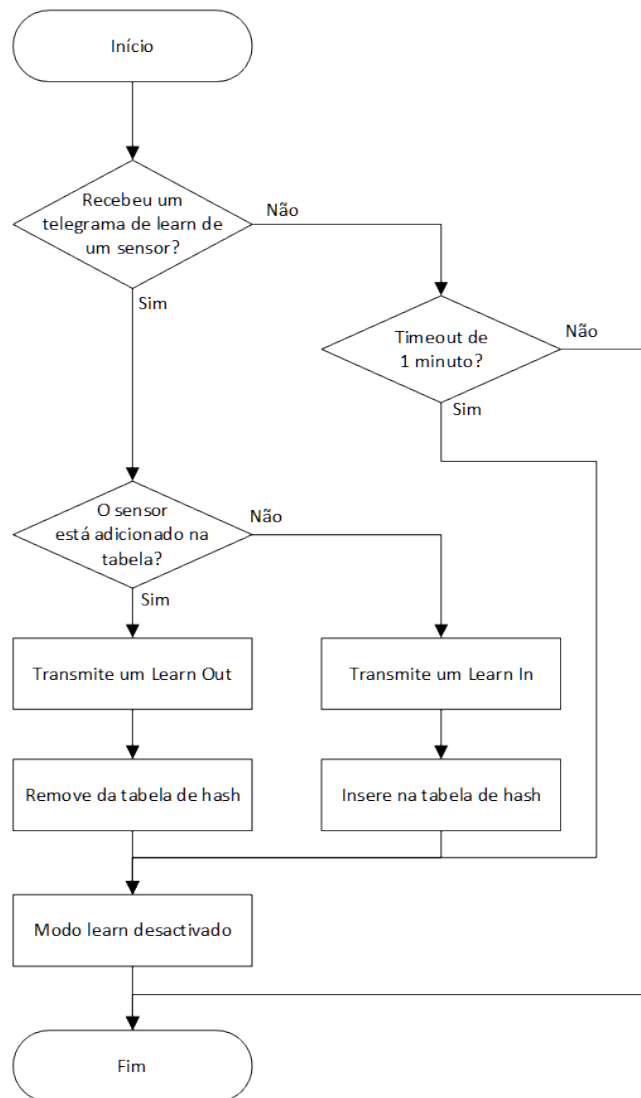 Início
Recebeu um
telegrama de learn de
um sensor?
Não
Sim
Timeout de
1 minuto?
Não
Sim
O sensor
está adicionado na
tabela?
Não
Sim
Transmite um Learn Out
Transmite um Learn In
Remove da tabela de hash
Insere na tabela de hash
Modo learn desactivado
Fim